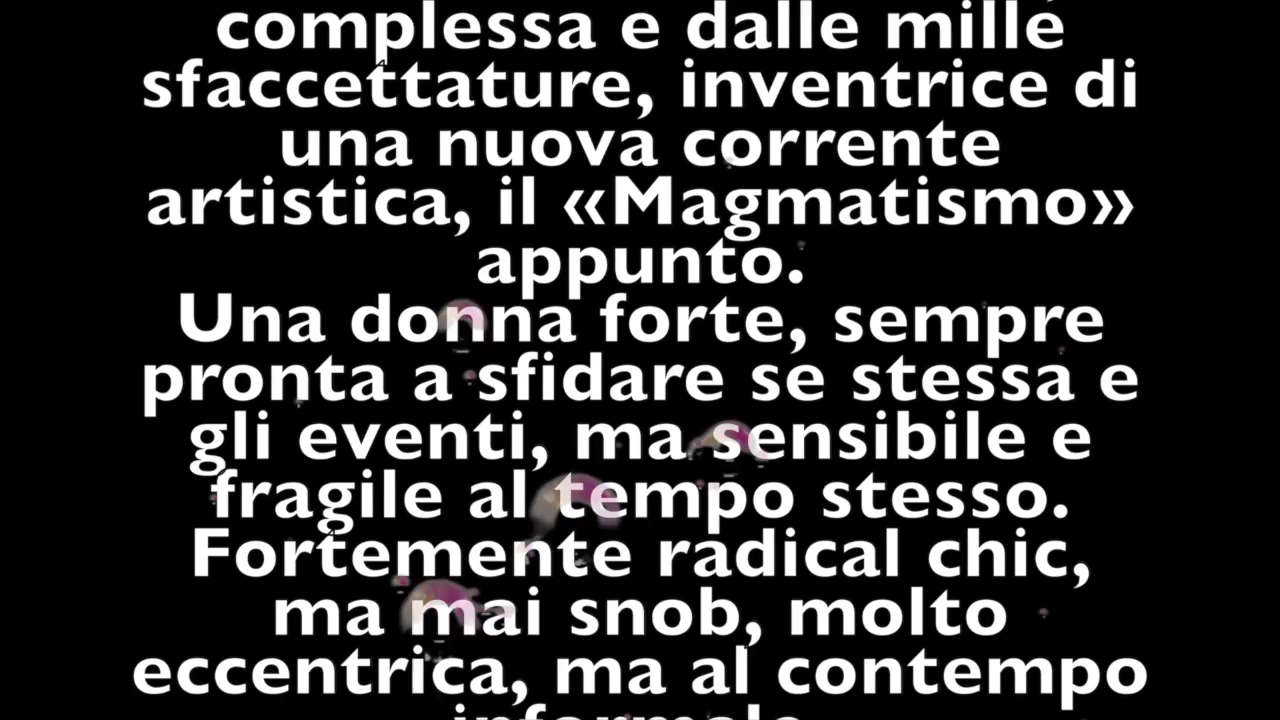 complessa e dalle mille
sfaccettature, inventrice di
una nuova corrente
artistica, il «Magmatismo»
appunto.
Una donna forte, sempre
pronta a sfidare se stessa e
gli eventi, ma sensibile e
fragile al tempo stesso.
Fortemente radical chic,
ma mai snob, molto
eccentrica, ma al contempo